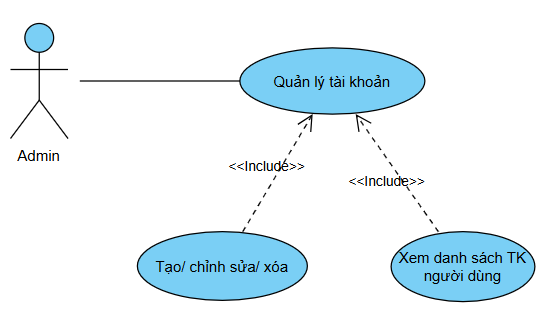 Quản lý tài khoản
Admin
<<Include>>
<<Include>>
Tạo/ chỉnh sửa/ xóa
Xem danh sách TK
người dùng